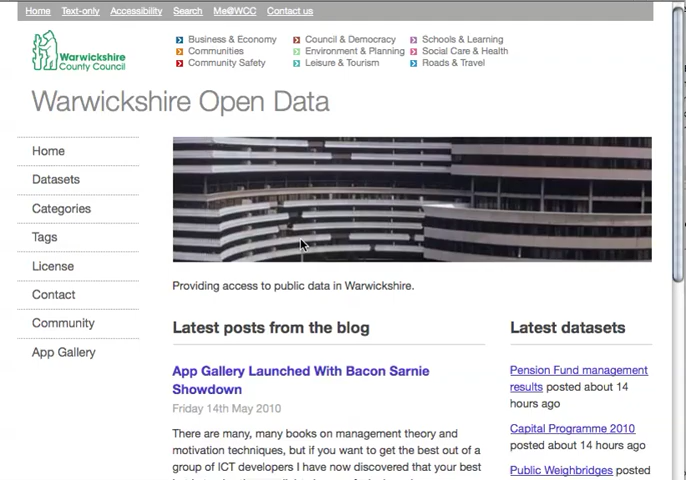 Home Text-only Accessibility Search Me@WCC Contact us
Warwickshire
County Council
Business & Economy Council & Democracy Schools & Learning
Communities Environment & Planning Social Care & Health
Community Safety Leisure & Tourism Roads & Travel
Warwickshire Open Data
Home
Datasets
Categories
Tags
License
Contact
Community
App Gallery
Providing access to public data in Warwickshire.
Latest posts from the blog
App Gallery Launched With Bacon Sarnie
Showdown
Friday 14th May 2010
There are many, many books on management theory and
motivation techniques, but if you want to get the best out of a
group of ICT developers I have now discovered that your best
Latest datasets
Pension Fund management
results posted about 14
hours ago
Capital Programme 2010
posted about 14 hours ago
Public Weighbridges posted